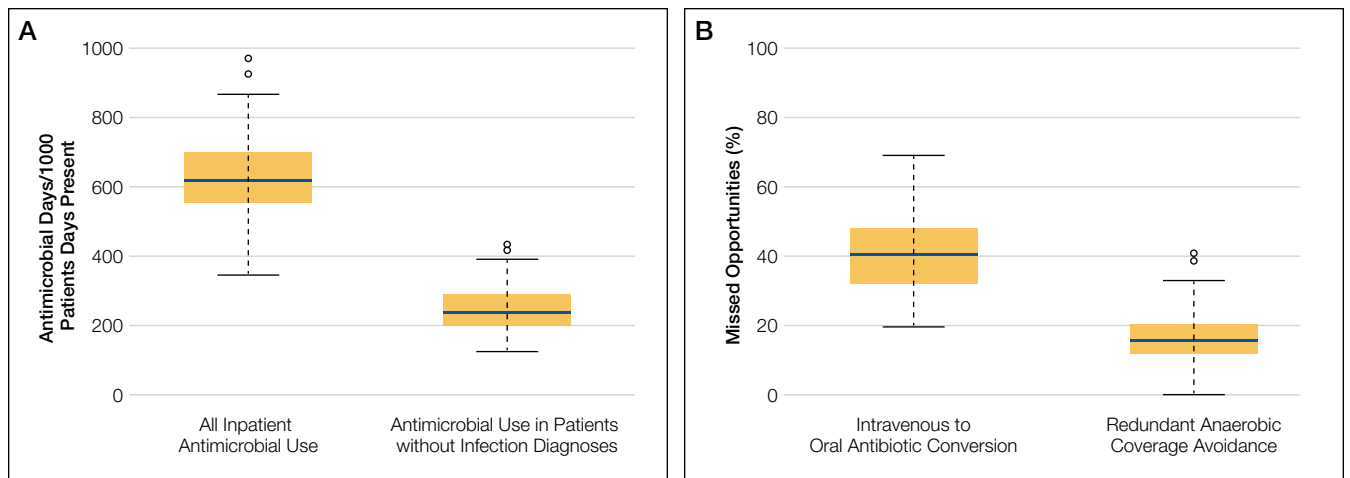 A
Antimicrobial Days/1000
Patients Days Present
1000
800
600
400
200
0
All Inpatient
Antimicrobial Use
Antimicrobial Use in Patients
without Infection Diagnoses
B
Missed Opportunities (%)
100
80
60
40
20
0
Intravenous to
Oral Antibiotic Conversion
Redundant Anaerobic
Coverage Avoidance